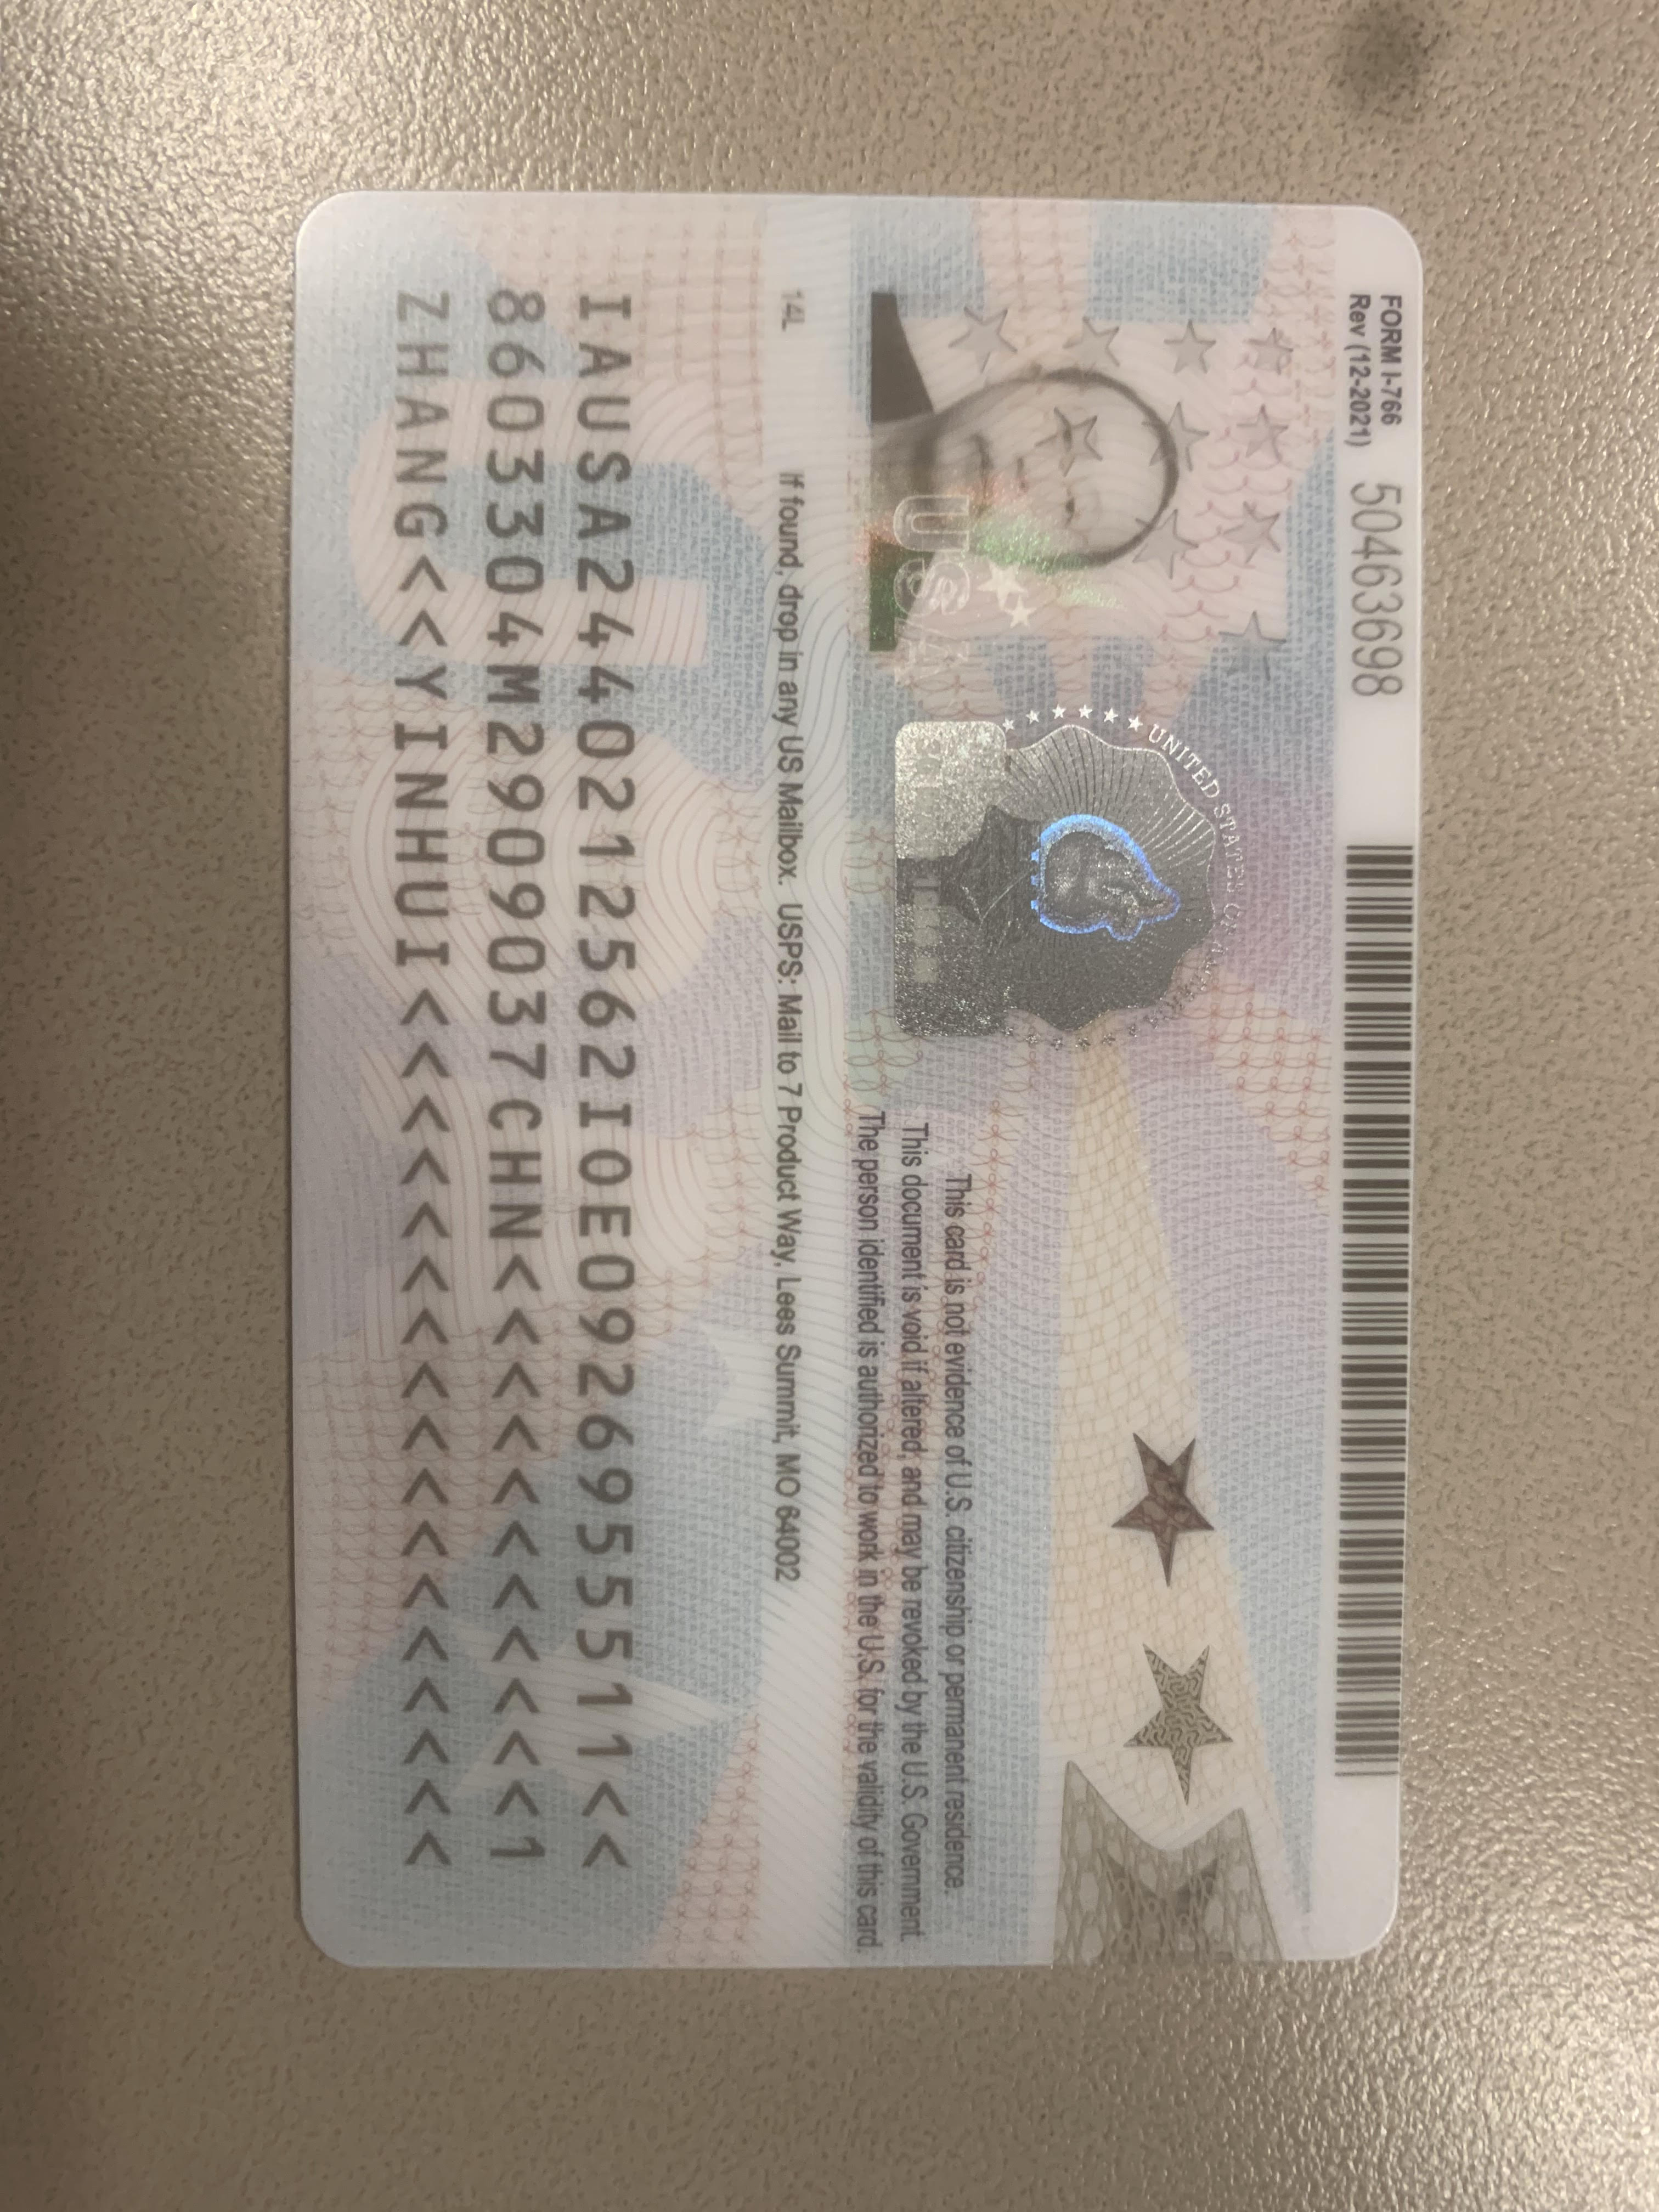 FORM I-766
Rev (12-2021)
50463698
USA
UNITED STATES
This card is not evidence of U.S. citizenship or permanent residence.
This document is void if altered, and may be revoked by the U.S. Government.
The person identified is authorized to work in the U.S. for the validity of this card.
14L
If found, drop in any US Mailbox. USPS: Mail to 7 Product Way, Lees Summit, MO 64002
IAUSA2440212562IOE0926955511<<
8603304M2909037CHN<<<<<<<<<<<1
ZHANG<<YINHUI<<<<<<<<<<<<<<<<<